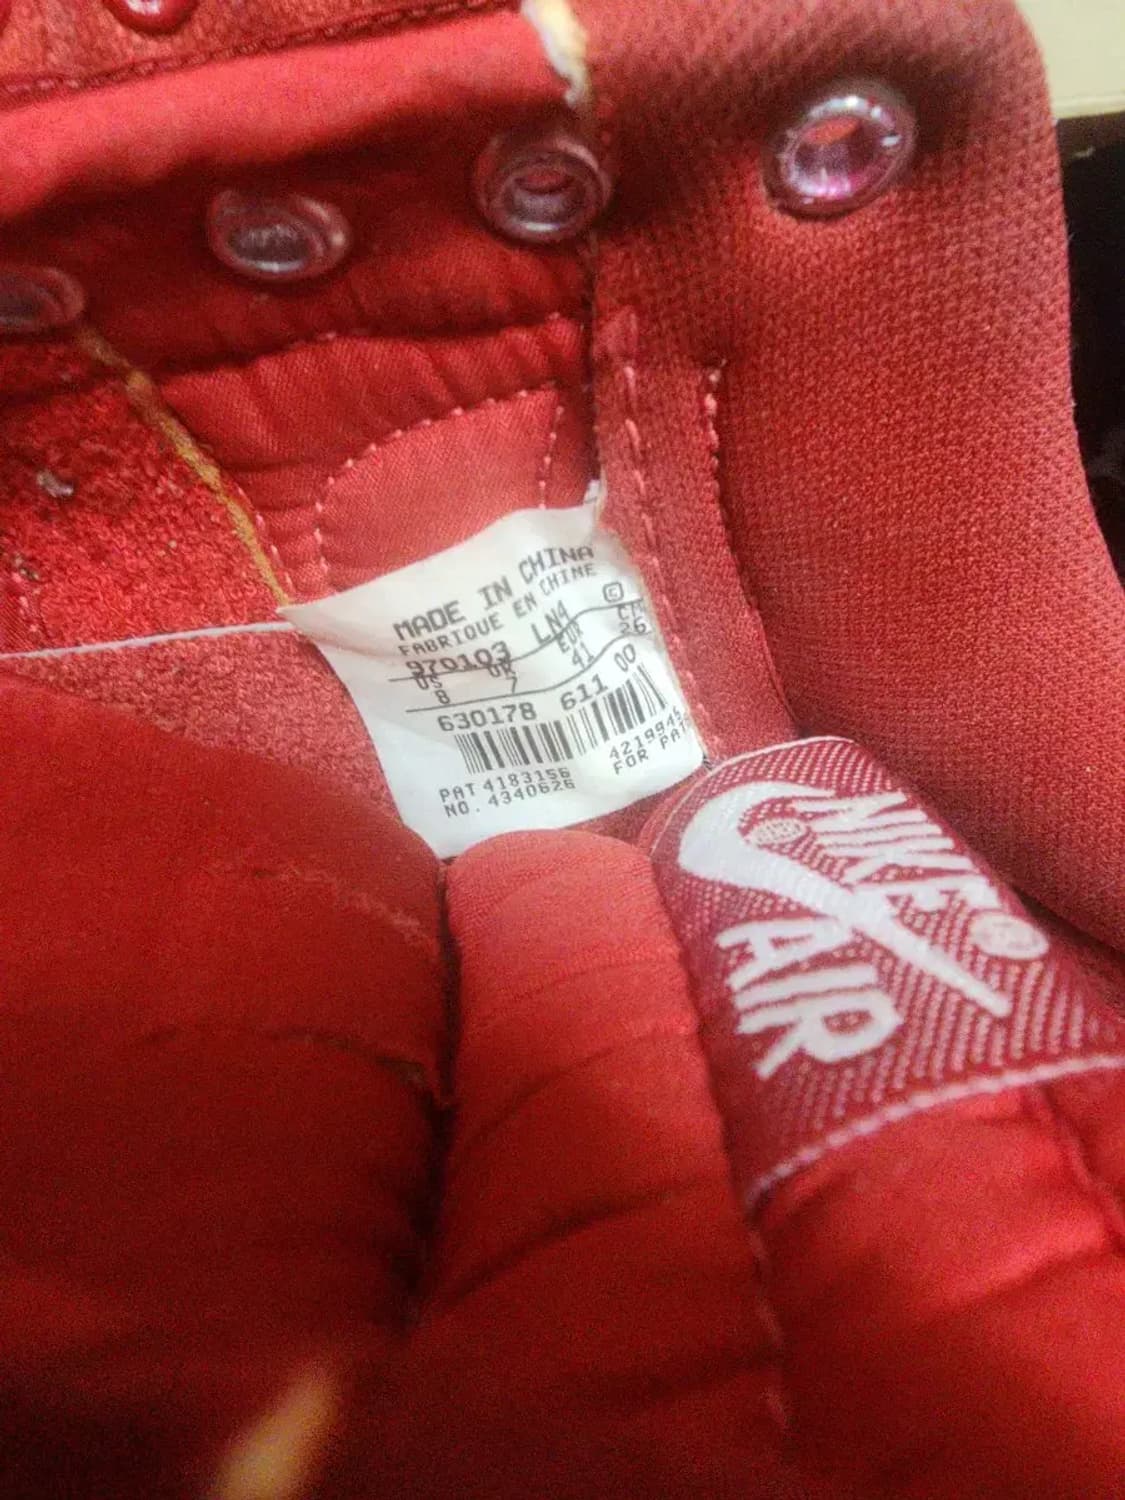 MADE IN CHINA
FABRIQUE EN CHINE
970103 LN4 ©
US UK EUR CM
8 7 41 26
630178 611 00
PAT 4183156 421994
NO. 4340626 FOR PAT
NIKE®
AIR